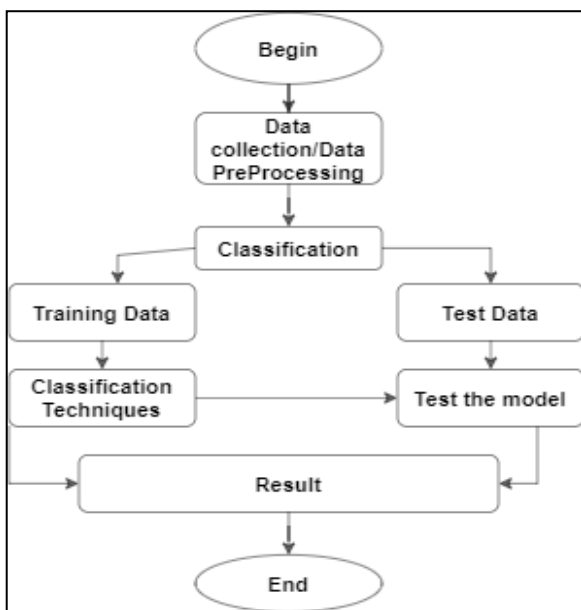 Begin
Data
collection/Data
PreProcessing
Classification
Training Data
Test Data
Classification
Techniques
Test the model
Result
End